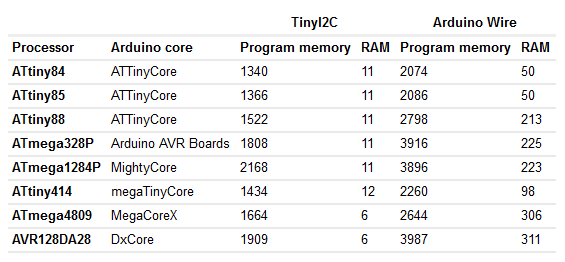 TinyI2C Arduino Wire
Processor Arduino core Program memory RAM Program memory RAM
ATtiny84 ATTinyCore 1340 11 2074 50
ATtiny85 ATTinyCore 1366 11 2086 50
ATtiny88 ATTinyCore 1522 11 2798 213
ATmega328P Arduino AVR Boards 1808 11 3916 225
ATmega1284P MightyCore 2168 11 3896 223
ATtiny414 megaTinyCore 1434 12 2260 98
ATmega4809 MegaCoreX 1664 6 2644 306
AVR128DA28 DxCore 1909 6 3987 311